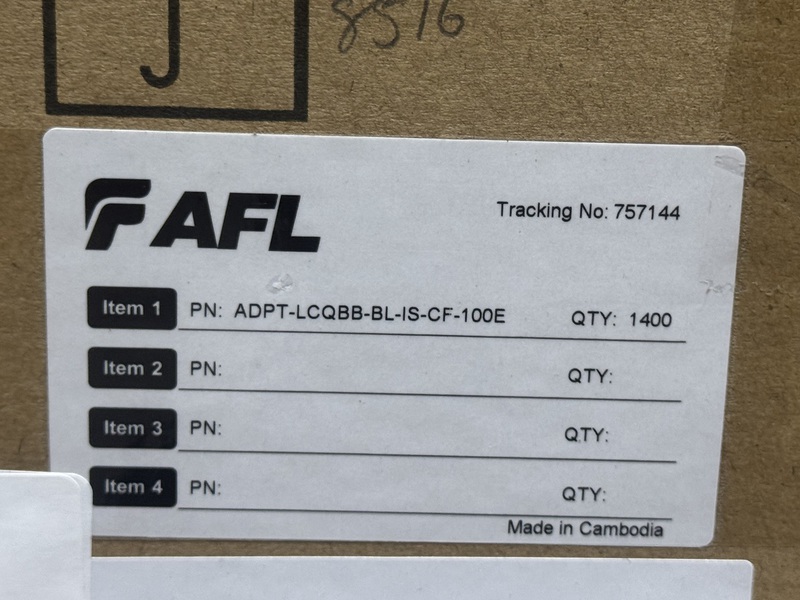 8516
AFL
Tracking No: 757144
Item 1 PN: ADPT-LCQBB-BL-IS-CF-100E QTY: 1400
Item 2 PN: QTY:
Item 3 PN: QTY:
Item 4 PN: QTY:
Made in Cambodia